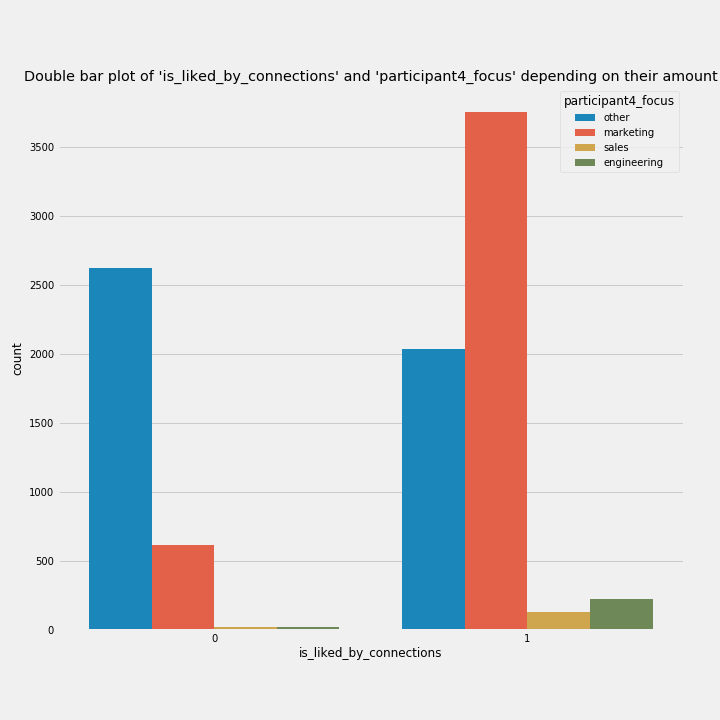 Double bar plot of 'is_liked_by_connections' and 'participant4_focus' depending on their amount
participant4_focus
other
marketing
sales
engineering
3500
3000
2500
2000
1500
1000
500
0
count
0
1
is_liked_by_connections